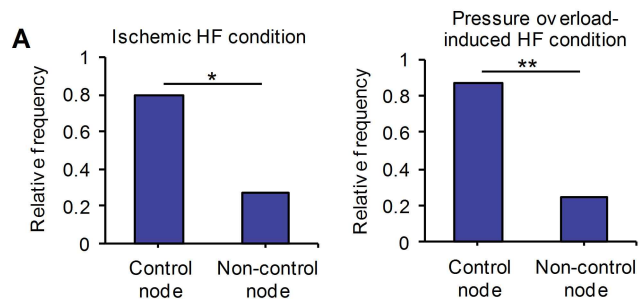 A
Ischemic HF condition
*
Relative frequency
1
0.8
0.6
0.4
0.2
0
Control
node
Non-control
node
Pressure overload-
induced HF condition
**
Relative frequency
1
0.8
0.6
0.4
0.2
0
Control
node
Non-control
node